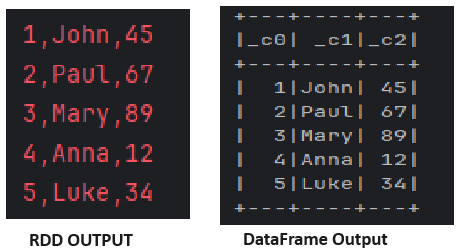 1,John,45
2,Paul,67
3,Mary,89
4,Anna,12
5,Luke,34
RDD OUTPUT
+---+----+---+
|_c0| _c1|_c2|
+---+----+---+
|  1|John| 45|
|  2|Paul| 67|
|  3|Mary| 89|
|  4|Anna| 12|
|  5|Luke| 34|
+---+----+---+
DataFrame Output